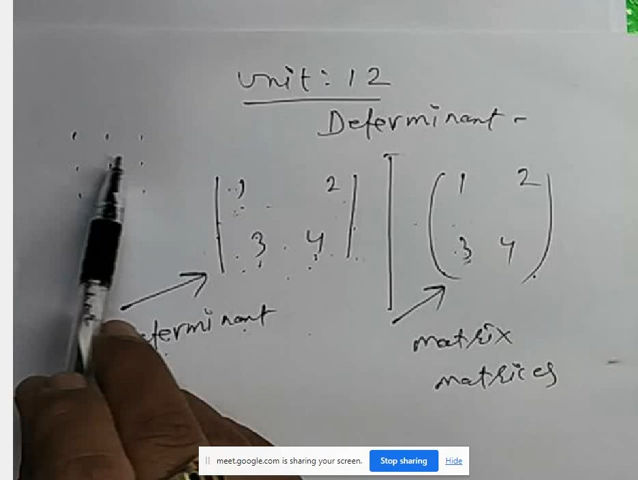 unit: 12
Determinant -
1 2
3 4
1 2
3 4
matrix
matrices
meet.google.com is sharing your screen. Stop sharing Hide